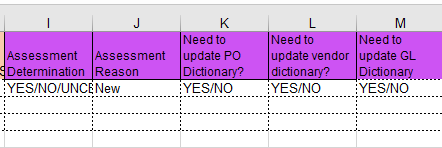 I J K L M
Assessment Determination
Assessment Reason
Need to update PO Dictionary?
Need to update vendor dictionary?
Need to update GL Dictionary
YES/NO/UNCE New YES/NO YES/NO YES/NO